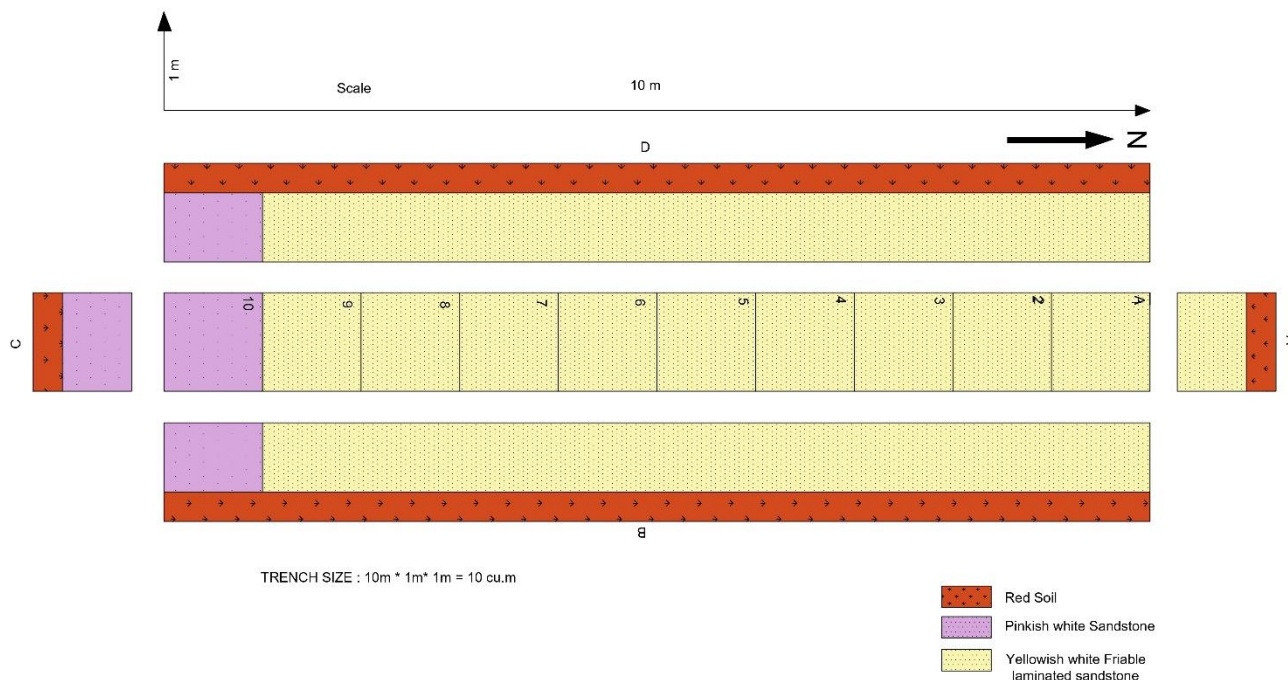 1 m
Scale
10 m
N
D
C
10
9
8
7
6
5
4
3
2
A
B
TRENCH SIZE : 10m * 1m* 1m = 10 cu.m
Red Soil
Pinkish white Sandstone
Yellowish white Friable
laminated sandstone